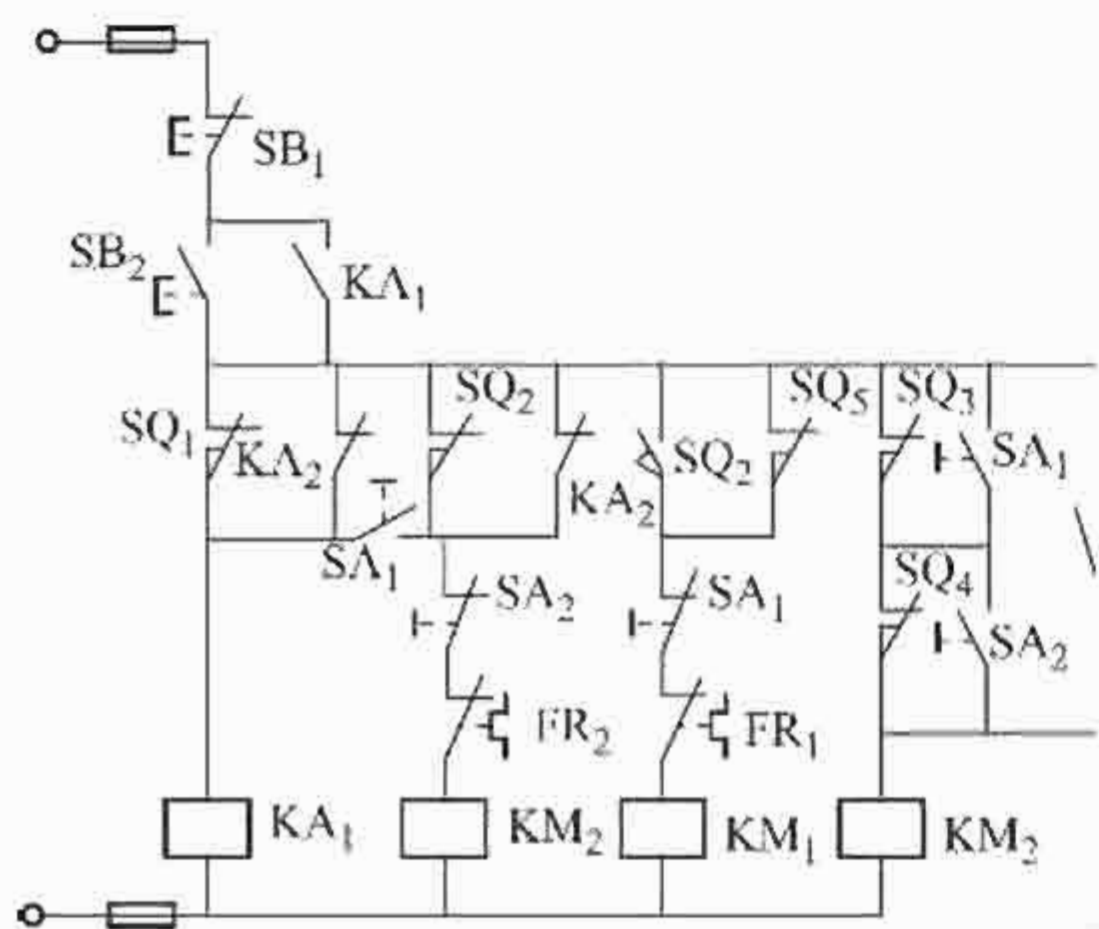 SB₁
SB₂
KA₁
SQ₁
KA₂
SQ₂
KA₂
SQ₂
SQ₅
SQ₃
SA₁
SA₁
SQ₄
SA₂
SA₁
SA₂
FR₂
FR₁
KA₁
KM₂
KM₁
KM₂